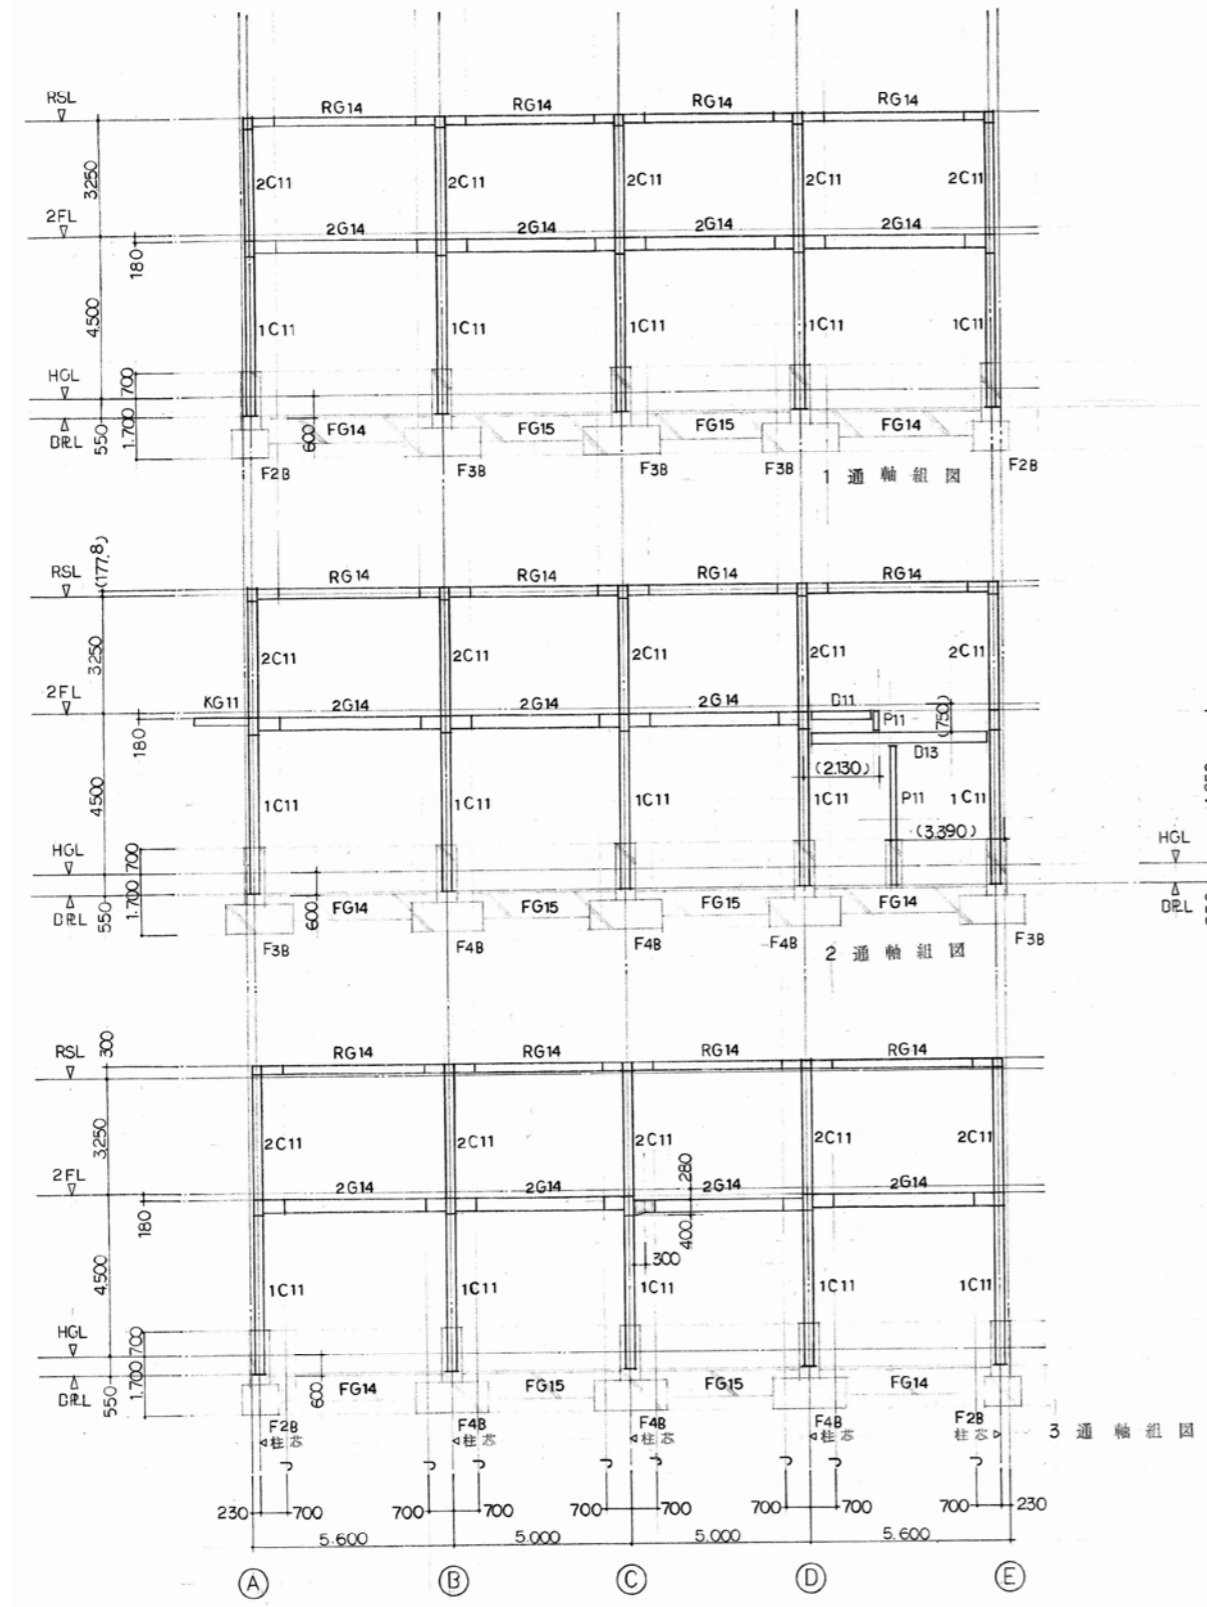 RG14 RG14 RG14 RG14
RSL
3250
2C11 2C11 2C11 2C11 2C11
2FL
2G14 2G14 2G14 2G14
180
4,500
1C11 1C11 1C11 1C11 1C11
HGL
700
B.P.L
550
1.700
600
FG14 FG15 FG15 FG14
F2B F3B F3B F3B F2B
1 通 軸 組 図
(177.8)
RSL
RG14 RG14 RG14 RG14
3250
2C11 2C11 2C11 2C11 2C11
2FL
KG11 2G14 2G14 2G14 B11
P11
(750)
B13
180
(2.130)
4500
1C11 1C11 1C11 1C11 P11 1C11
(3.390)
HGL
700
HGL
B.P.L
550
1.700
600
FG14 FG15 FG15 FG14
B.P.L
F3B F4B F4B F4B F3B
2 通 軸 組 図
300
RSL
RG14 RG14 RG14 RG14
3250
2C11 2C11 2C11 2C11 2C11
280
2FL
2G14 2G14 2G14 2G14
180
400
300
4,500
1C11 1C11 1C11 1C11 1C11
HGL
700
B.P.L
550
1.700
600
FG14 FG15 FG15 FG14
F2B F4B F4B F4B F2B
柱芯 柱芯 柱芯 柱芯 柱芯
3 通 軸 組 図
230 700 700 700 700 700 700 700 700 230
5.600 5.000 5.000 5.600
A B C D E